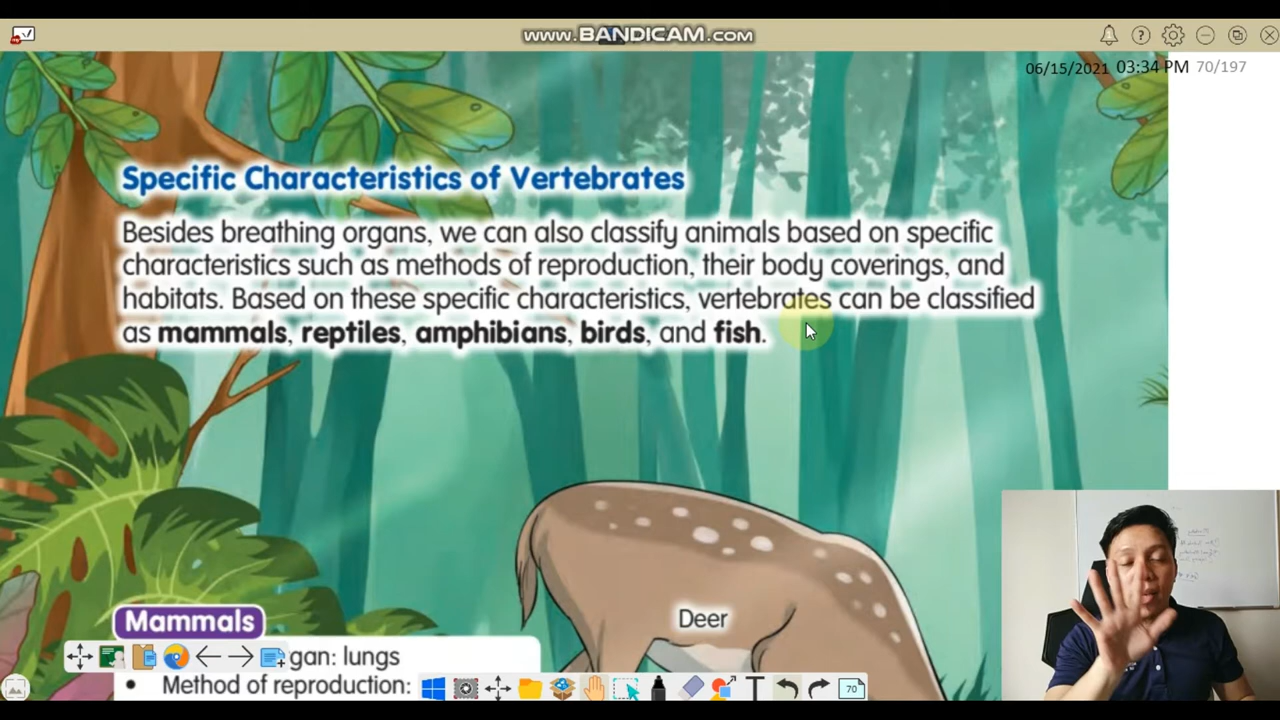 www.BANDICAM.com
06/15/2021 03:34 PM 70/197
Specific Characteristics of Vertebrates
Besides breathing organs, we can also classify animals based on specific
characteristics such as methods of reproduction, their body coverings, and
habitats. Based on these specific characteristics, vertebrates can be classified
as mammals, reptiles, amphibians, birds, and fish.
Deer
Mammals
gan: lungs
• Method of reproduction:
70